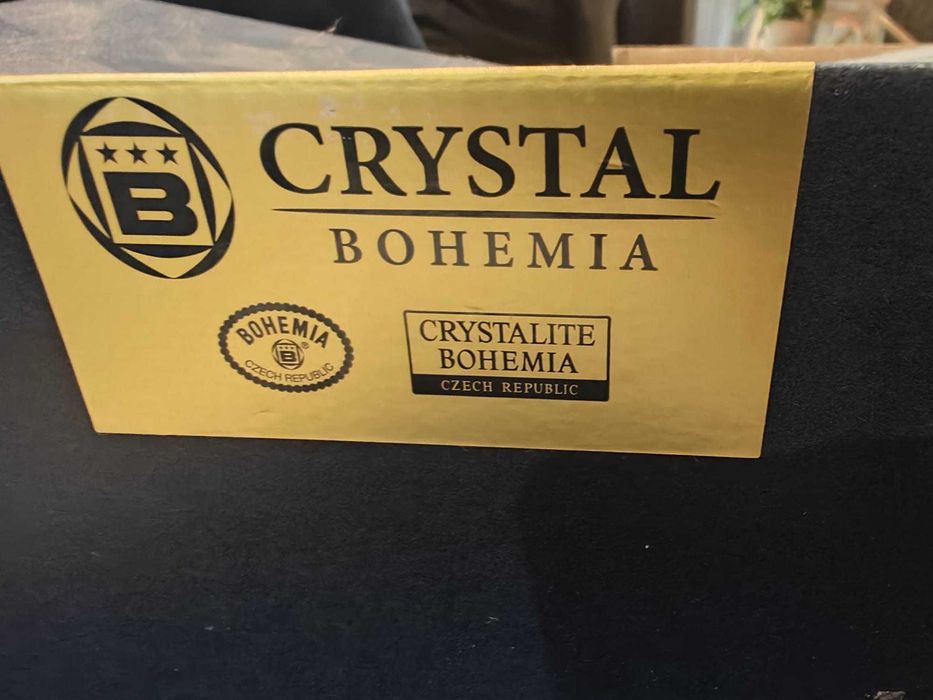 B
CRYSTAL
BOHEMIA
BOHEMIA
B®
CZECH REPUBLIC
CRYSTALITE
BOHEMIA
CZECH REPUBLIC